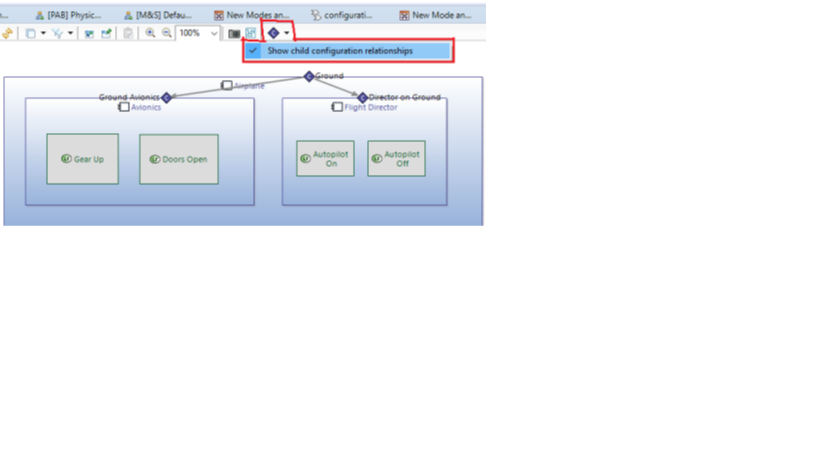 [PAB] Physic...
[M&S] Defau...
New Modes an...
configurati...
New Mode an...
100%
Show child configuration relationships
Ground
Airplane
Ground Avionics
Director on Ground
Avionics
Flight Director
Gear Up
Doors Open
Autopilot
On
Autopilot
Off